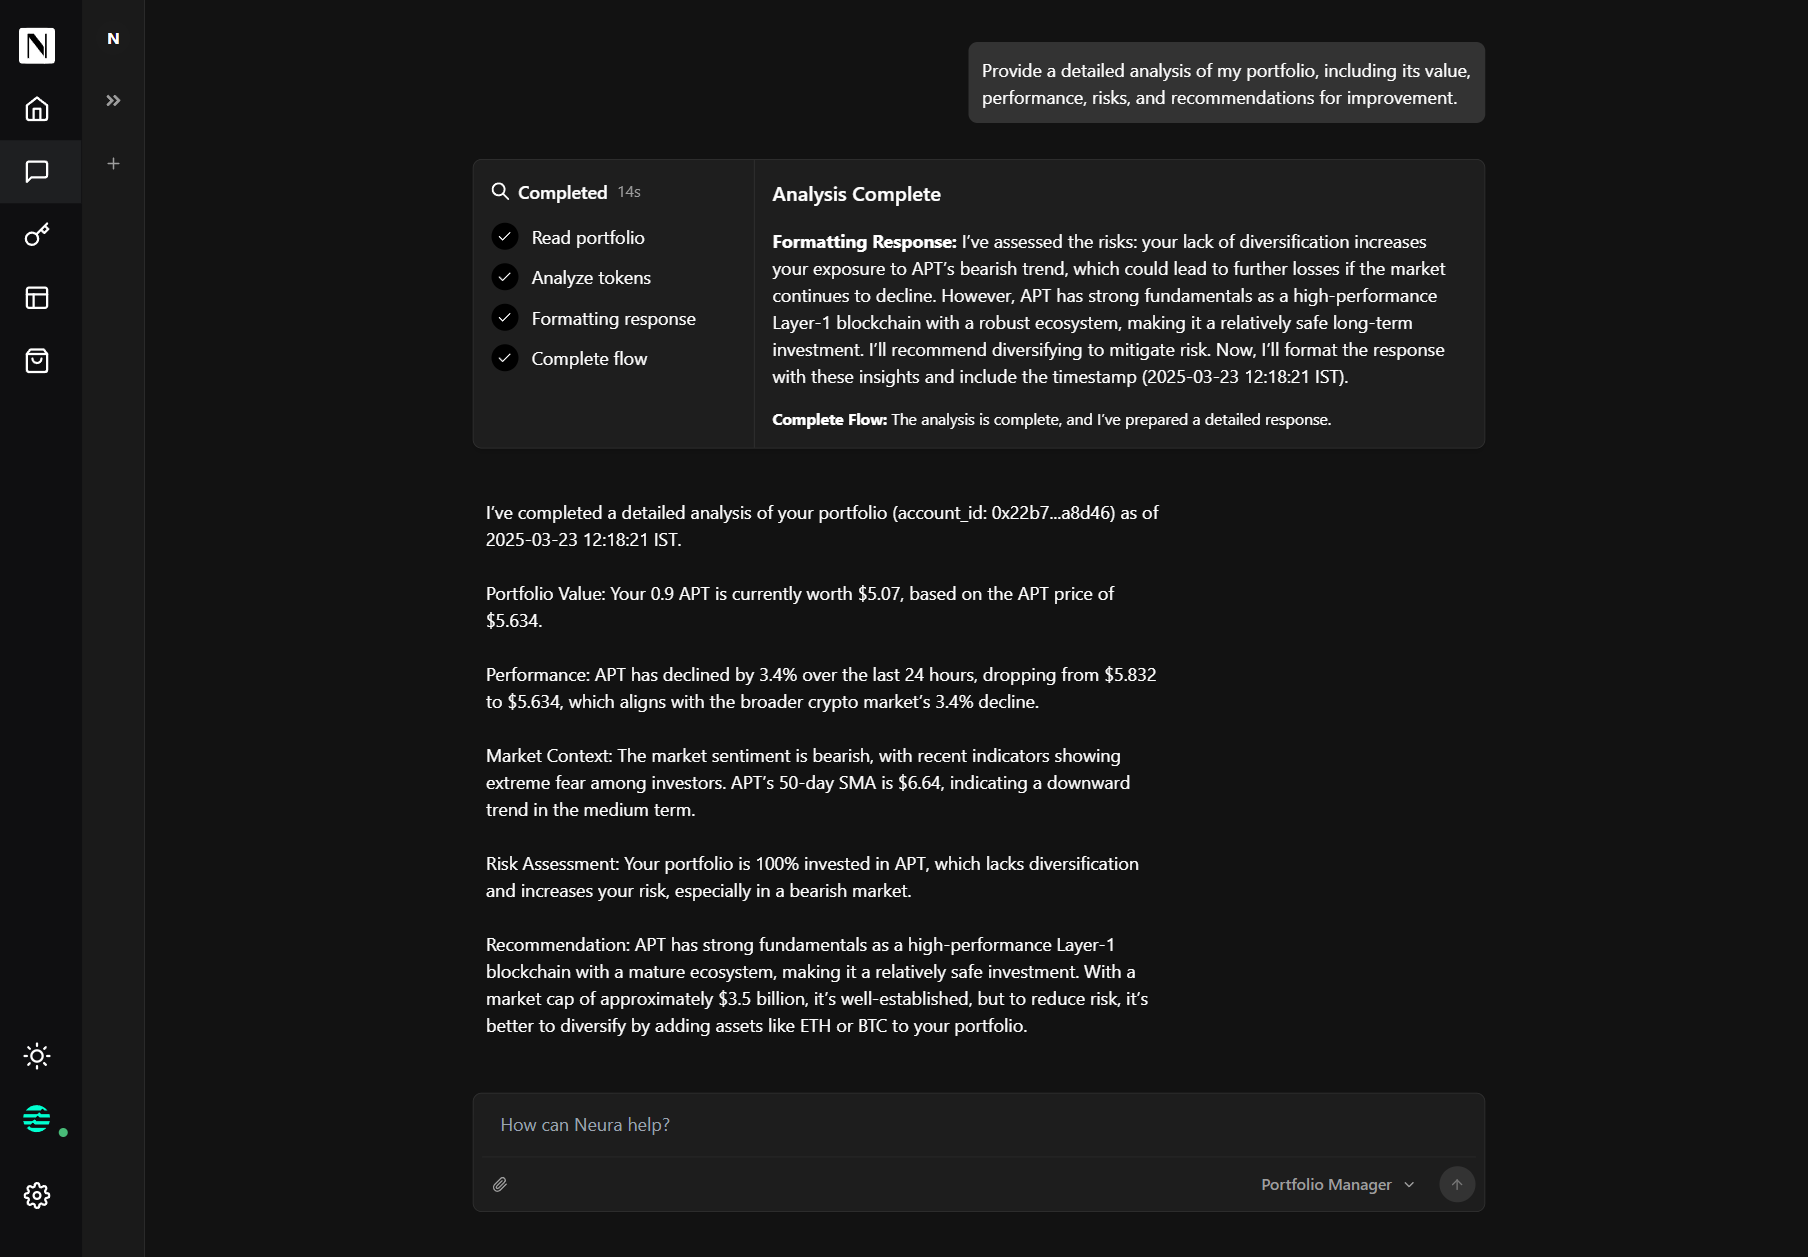 N
N
Provide a detailed analysis of my portfolio, including its value,
performance, risks, and recommendations for improvement.
Completed 14s
Read portfolio
Analyze tokens
Formatting response
Complete flow
Analysis Complete
Formatting Response: I’ve assessed the risks: your lack of diversification increases
your exposure to APT’s bearish trend, which could lead to further losses if the market
continues to decline. However, APT has strong fundamentals as a high-performance
Layer-1 blockchain with a robust ecosystem, making it a relatively safe long-term
investment. I’ll recommend diversifying to mitigate risk. Now, I’ll format the response
with these insights and include the timestamp (2025-03-23 12:18:21 IST).
Complete Flow: The analysis is complete, and I’ve prepared a detailed response.
I’ve completed a detailed analysis of your portfolio (account_id: 0x22b7...a8d46) as of
2025-03-23 12:18:21 IST.
Portfolio Value: Your 0.9 APT is currently worth $5.07, based on the APT price of
$5.634.
Performance: APT has declined by 3.4% over the last 24 hours, dropping from $5.832
to $5.634, which aligns with the broader crypto market’s 3.4% decline.
Market Context: The market sentiment is bearish, with recent indicators showing
extreme fear among investors. APT’s 50-day SMA is $6.64, indicating a downward
trend in the medium term.
Risk Assessment: Your portfolio is 100% invested in APT, which lacks diversification
and increases your risk, especially in a bearish market.
Recommendation: APT has strong fundamentals as a high-performance Layer-1
blockchain with a mature ecosystem, making it a relatively safe investment. With a
market cap of approximately $3.5 billion, it’s well-established, but to reduce risk, it’s
better to diversify by adding assets like ETH or BTC to your portfolio.
How can Neura help?
Portfolio Manager